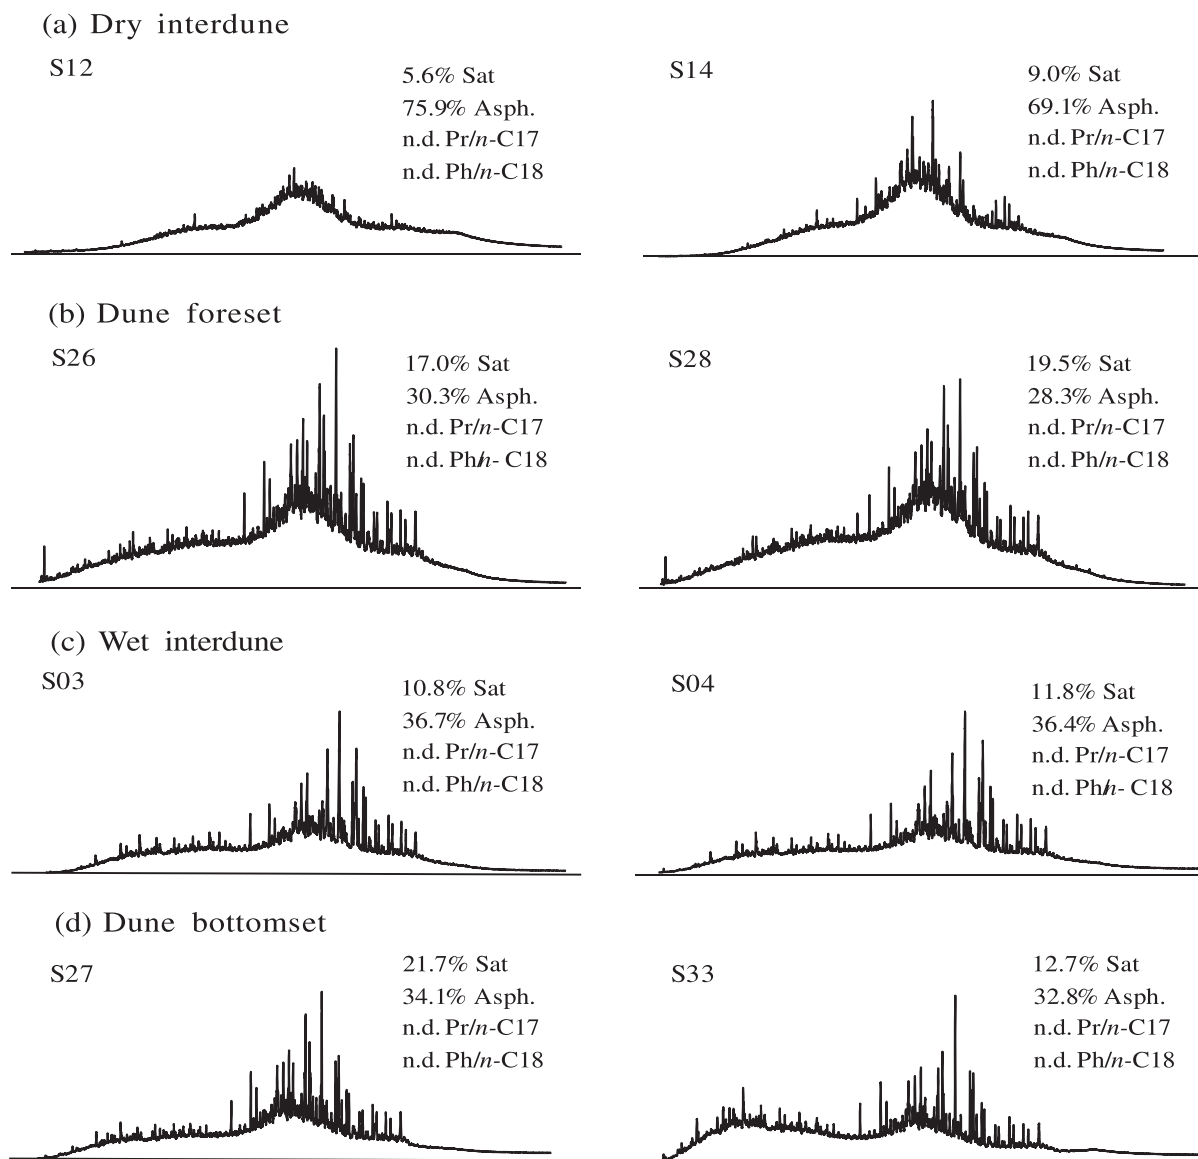 (a) Dry interdune
S12
5.6% Sat
75.9% Asph.
n.d. Pr/n-C17
n.d. Ph/n-C18
S14
9.0% Sat
69.1% Asph.
n.d. Pr/n-C17
n.d. Ph/n-C18
(b) Dune foreset
S26
17.0% Sat
30.3% Asph.
n.d. Pr/n-C17
n.d. Ph/n- C18
S28
19.5% Sat
28.3% Asph.
n.d. Pr/n-C17
n.d. Ph/n-C18
(c) Wet interdune
S03
10.8% Sat
36.7% Asph.
n.d. Pr/n-C17
n.d. Ph/n-C18
S04
11.8% Sat
36.4% Asph.
n.d. Pr/n-C17
n.d. Ph/n- C18
(d) Dune bottomset
S27
21.7% Sat
34.1% Asph.
n.d. Pr/n-C17
n.d. Ph/n-C18
S33
12.7% Sat
32.8% Asph.
n.d. Pr/n-C17
n.d. Ph/n-C18